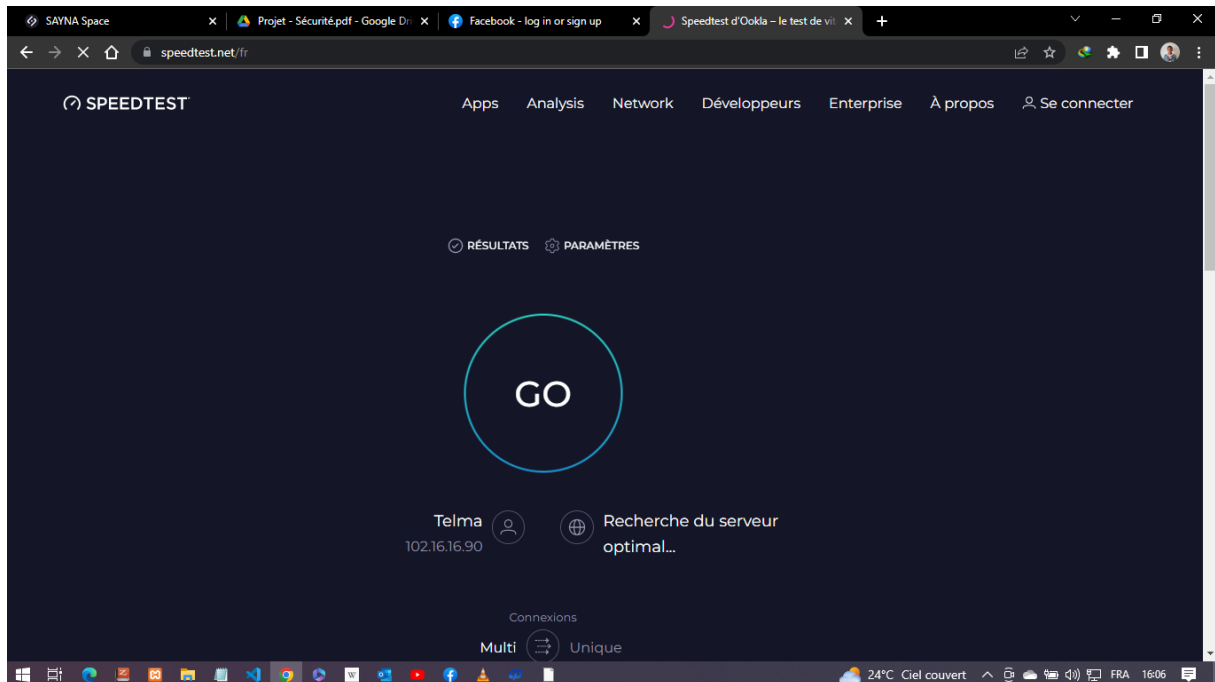 SAYNA Space
Projet - Sécurité.pdf - Google Dri
Facebook - log in or sign up
Speedtest d'Ookla – le test de vit
speedtest.net/fr
SPEEDTEST
Apps Analysis Network Développeurs Enterprise À propos Se connecter
RÉSULTATS PARAMÈTRES
GO
Telma
102.16.16.90
Recherche du serveur
optimal...
Connexions
Multi Unique
24°C Ciel couvert FRA 16:06